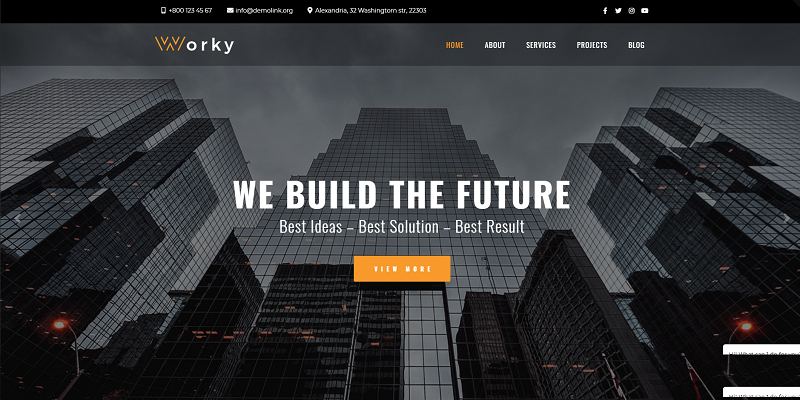 +800 123 45 67 info@demolink.org Alexandria, 32 Washingtorn str, 22303
Worky
HOME ABOUT SERVICES PROJECTS BLOG
WE BUILD THE FUTURE
Best Ideas – Best Solution – Best Result
VIEW MORE